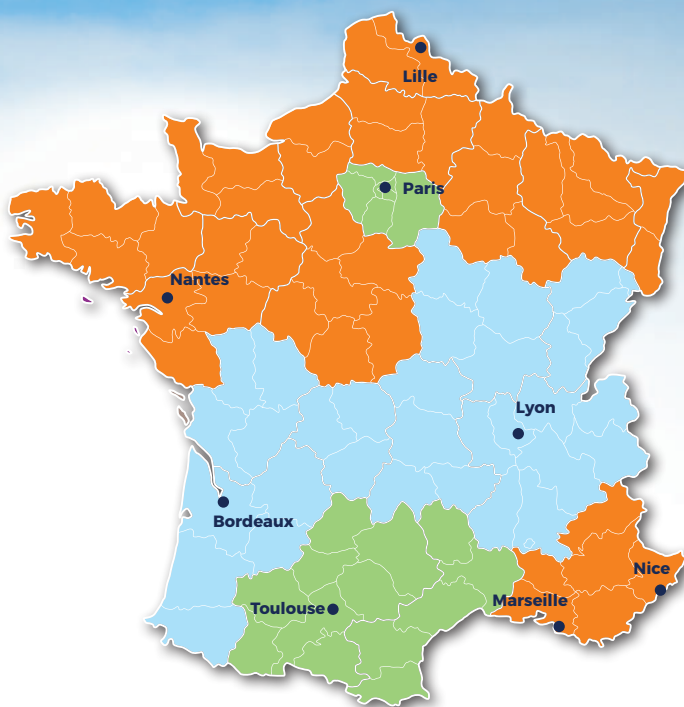 Lille
Paris
Nantes
Lyon
Bordeaux
Nice
Marseille
Toulouse